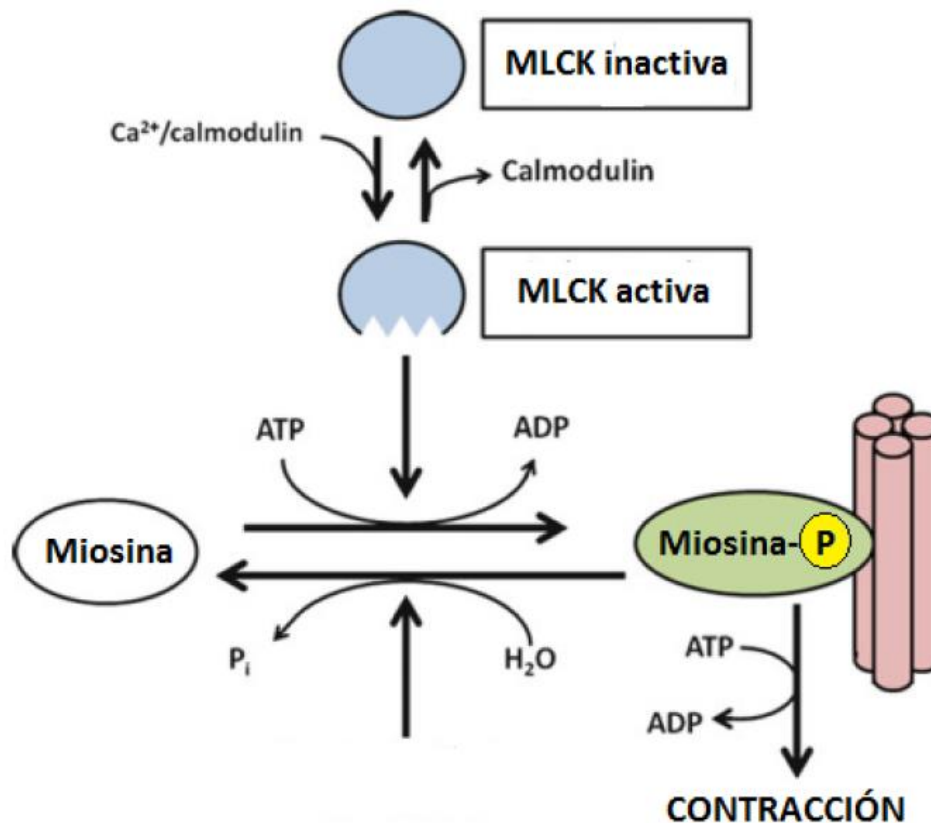 MLCK inactiva
Ca²⁺/calmodulin
Calmodulin
MLCK activa
ATP
ADP
Miosina
Miosina-P
Pᵢ
H₂O
ATP
ADP
CONTRACCIÓN